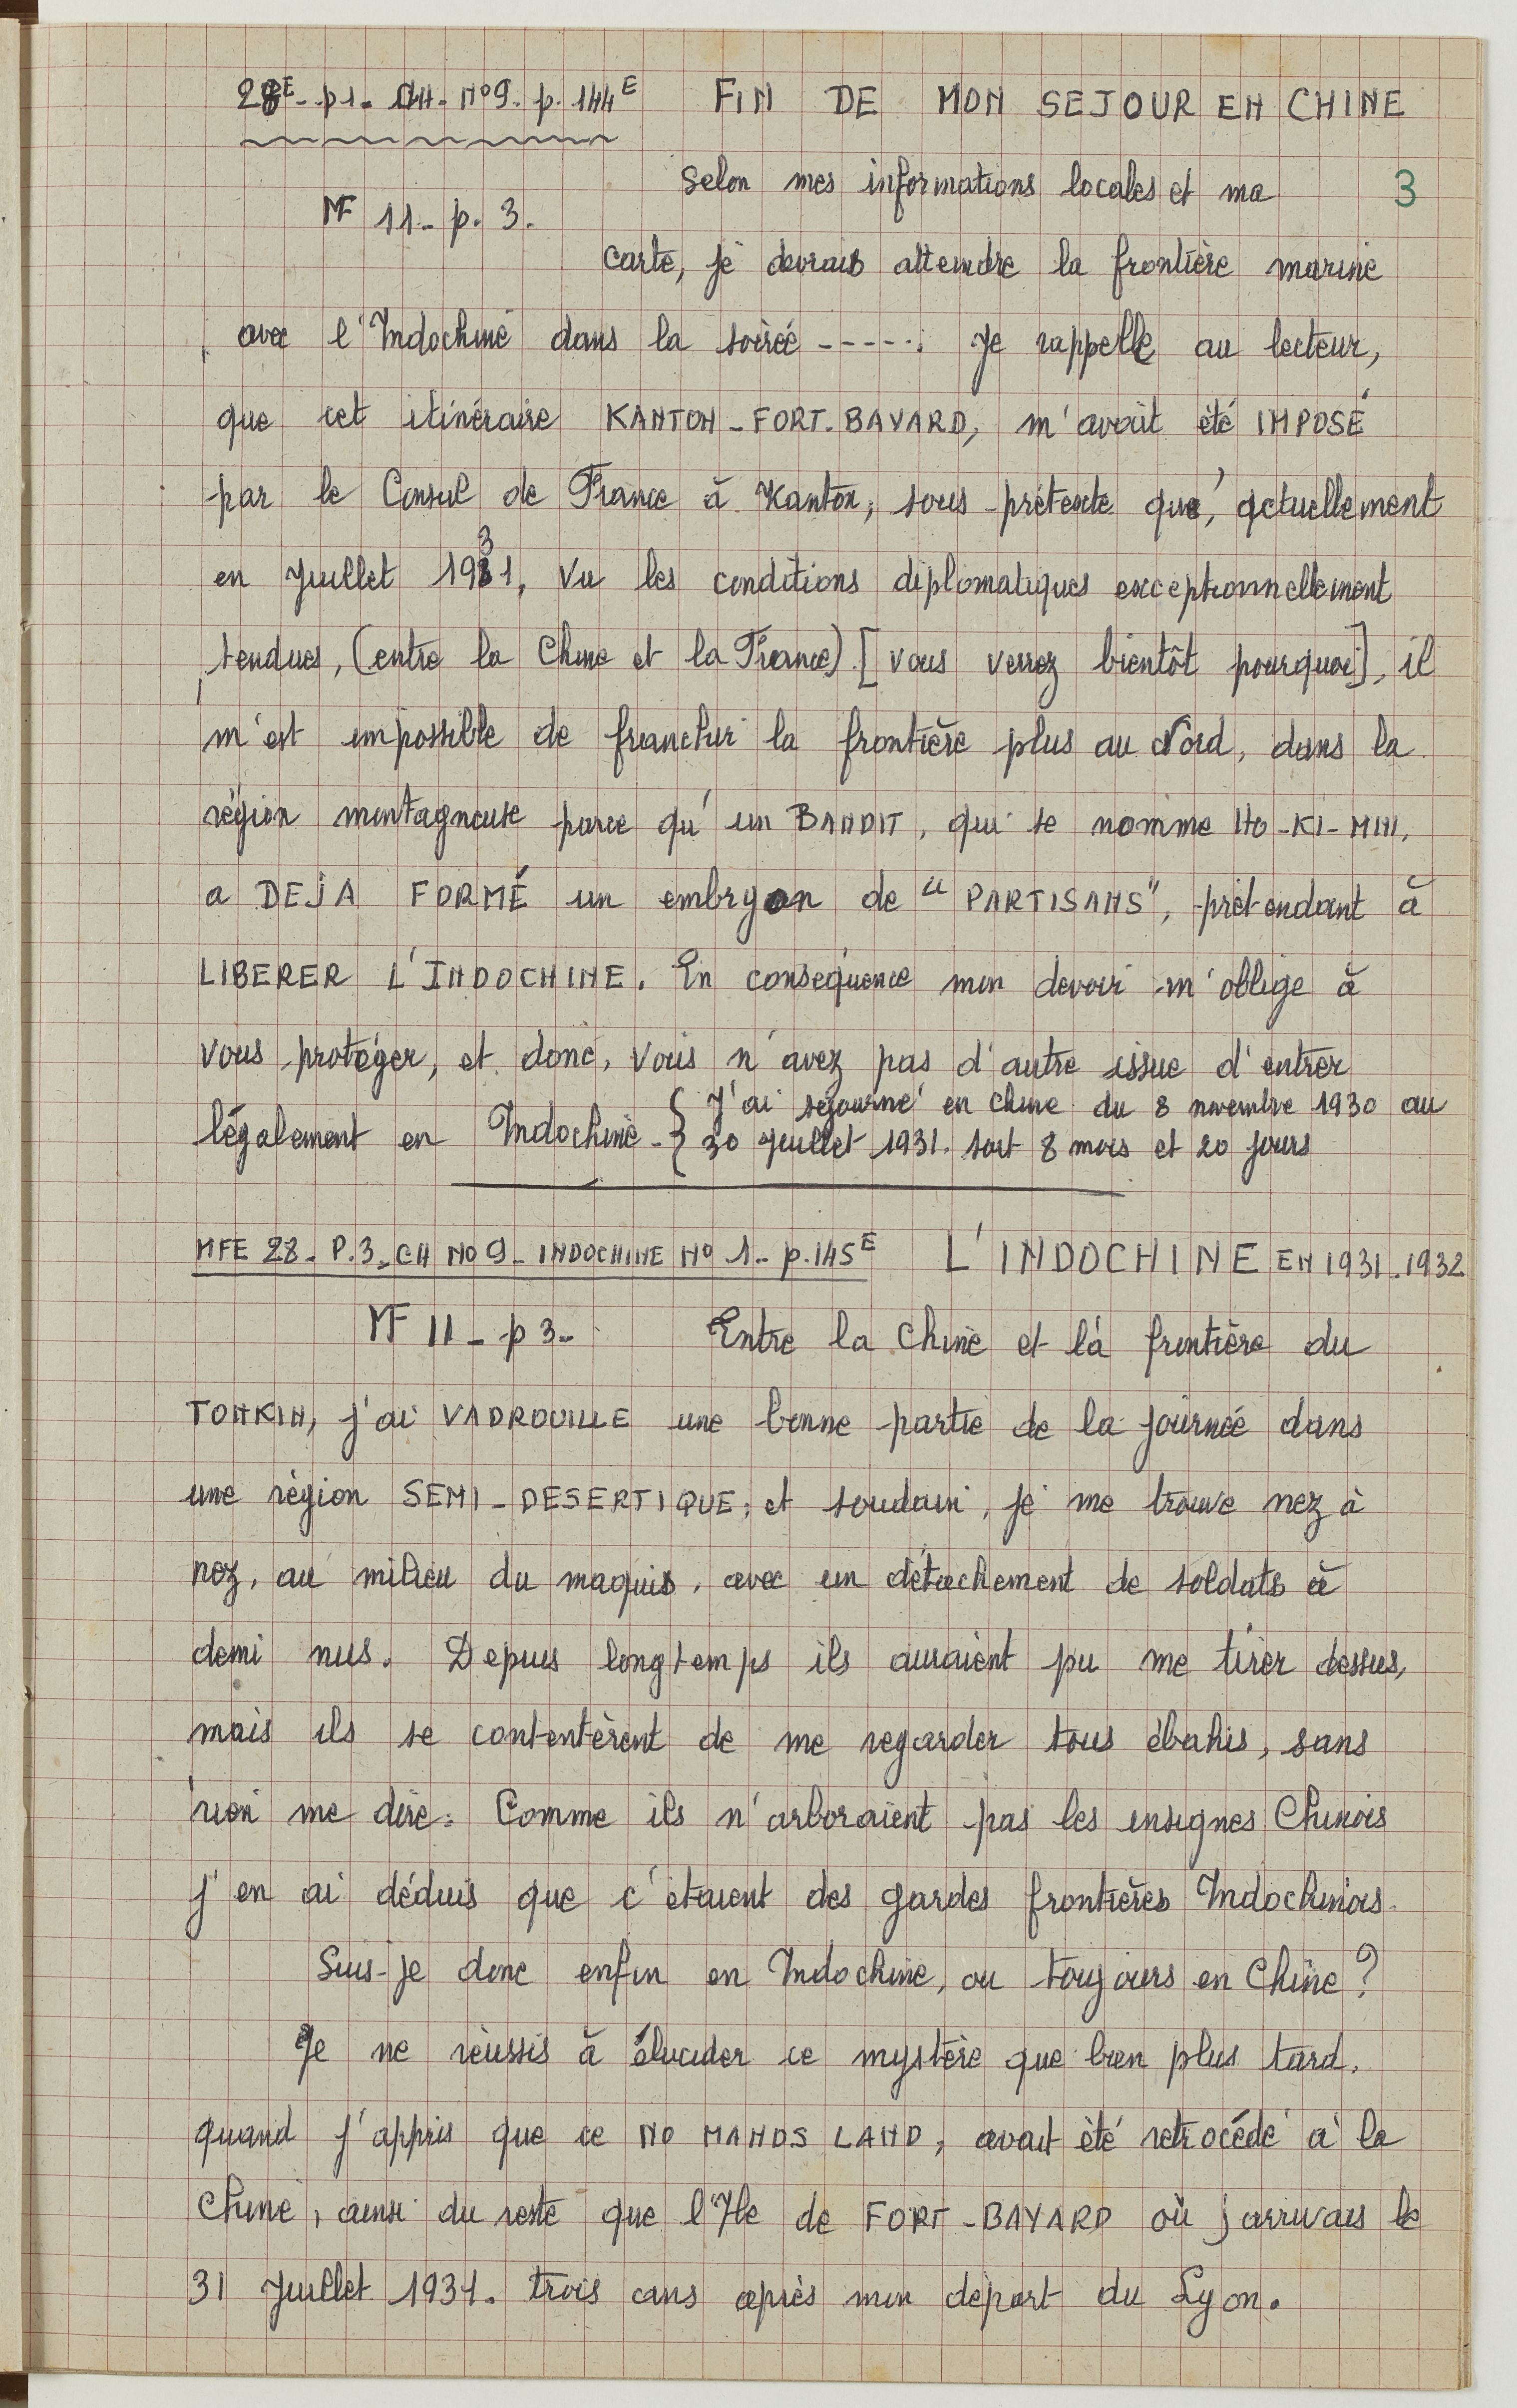 28E- p1. CH. No9. p. 144E FIN DE MON SEJOUR EN CHINE
Selon mes informations locales et ma 3
MF 11- p. 3.
carte, je devrais atteindre la frontière marine
avec l'Indochine dans la soirée -----. Je rappelle au lecteur,
que cet itinéraire KANTON-FORT-BAYARD, m'avait été IMPOSÉ
par le Consul de France à Kanton, sous prétexte que, actuellement
en Juillet 1931, vu les conditions diplomatiques exceptionnellement
tendues, (entre la Chine et la France) [vous verrez bientôt pourquoi], il
m'est impossible de franchir la frontière plus au Nord, dans la
région montagneuse parce qu'un BANDIT, qui se nomme HO-KI-MINI,
a DEJA FORMÉ un embryon de "PARTISANS", prétendant à
LIBERER L'INDOCHINE. En conséquence mon devoir m'oblige à
vous protéger, et donc, vous n'avez pas d'autre issue d'entrer
légalement en Indochine - { J'ai séjourné en Chine du 8 novembre 1930 au
30 Juillet 1931. soit 8 mois et 20 jours
MFE 28- P.3. CH NO 9- INDOCHINE No 1- p.145E L'INDOCHINE EN 1931.1932
MF 11- p 3.. Entre la Chine et la frontière du
TONKIN, j'ai VADROUILLE une bonne partie de la journée dans
une région SEMI-DESERTIQUE; et soudain, je me trouve nez à
nez, au milieu du maquis, avec un détachement de soldats à
demi nus. Depuis longtemps ils auraient pu me tirer dessus,
mais ils se contentèrent de me regarder tous ébahis, sans
rien me dire. Comme ils n'arboraient pas les ensignes Chinois
j'en ai déduis que c'étaient des gardes frontières Indochinois.
Suis-je donc enfin en Indochine, ou toujours en Chine?
Je ne réussis à élucider ce mystère que bien plus tard,
quand j'appris que ce NO MANDS LAND, avait été retrocédé à la
Chine, ainsi du reste que l'Ile de FORT-BAYARD où j'arrivais le
31 Juillet 1931. trois ans après mon départ du Lyon.